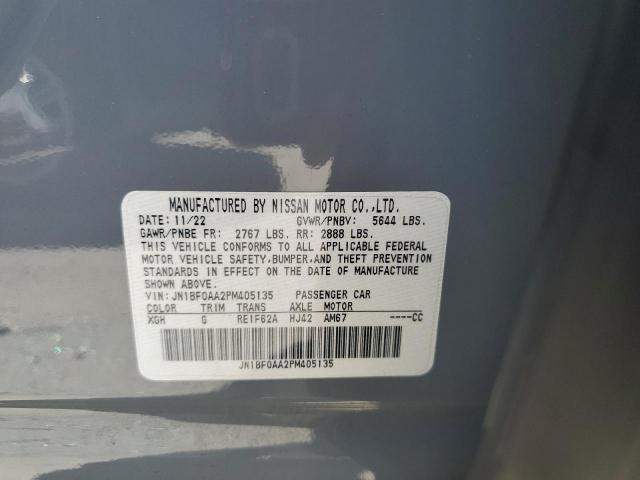 MANUFACTURED BY NISSAN MOTOR CO.,LTD.
DATE: 11/22 GVWR/PNBV: 5644 LBS.
GAWR/PNBE FR: 2767 LBS. RR: 2888 LBS.
THIS VEHICLE CONFORMS TO ALL APPLICABLE FEDERAL
MOTOR VEHICLE SAFETY,BUMPER,AND THEFT PREVENTION
STANDARDS IN EFFECT ON THE DATE OF MANUFACTURE
SHOWN ABOVE.
VIN: JN1BF0AA2PM405135 PASSENGER CAR
COLOR TRIM TRANS AXLE MOTOR
XGH G RE1F62A HJ42 AM67 ----CC
JN1BF0AA2PM405135